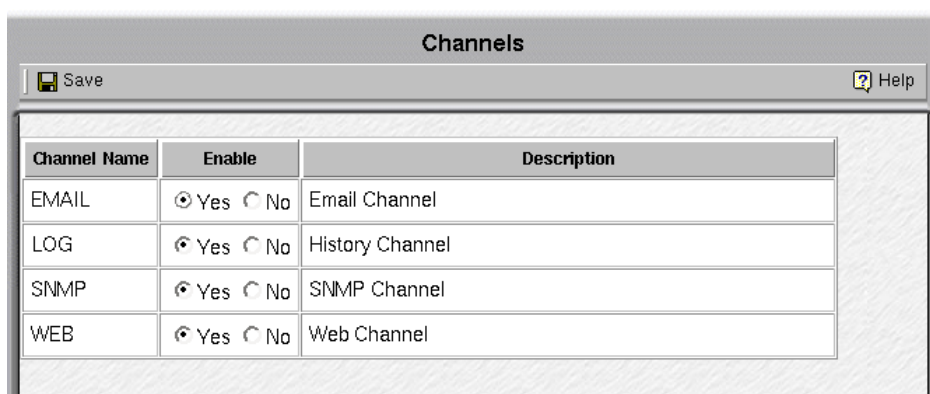 Channels
Save Help
Channel Name Enable Description
EMAIL Yes No Email Channel
LOG Yes No History Channel
SNMP Yes No SNMP Channel
WEB Yes No Web Channel